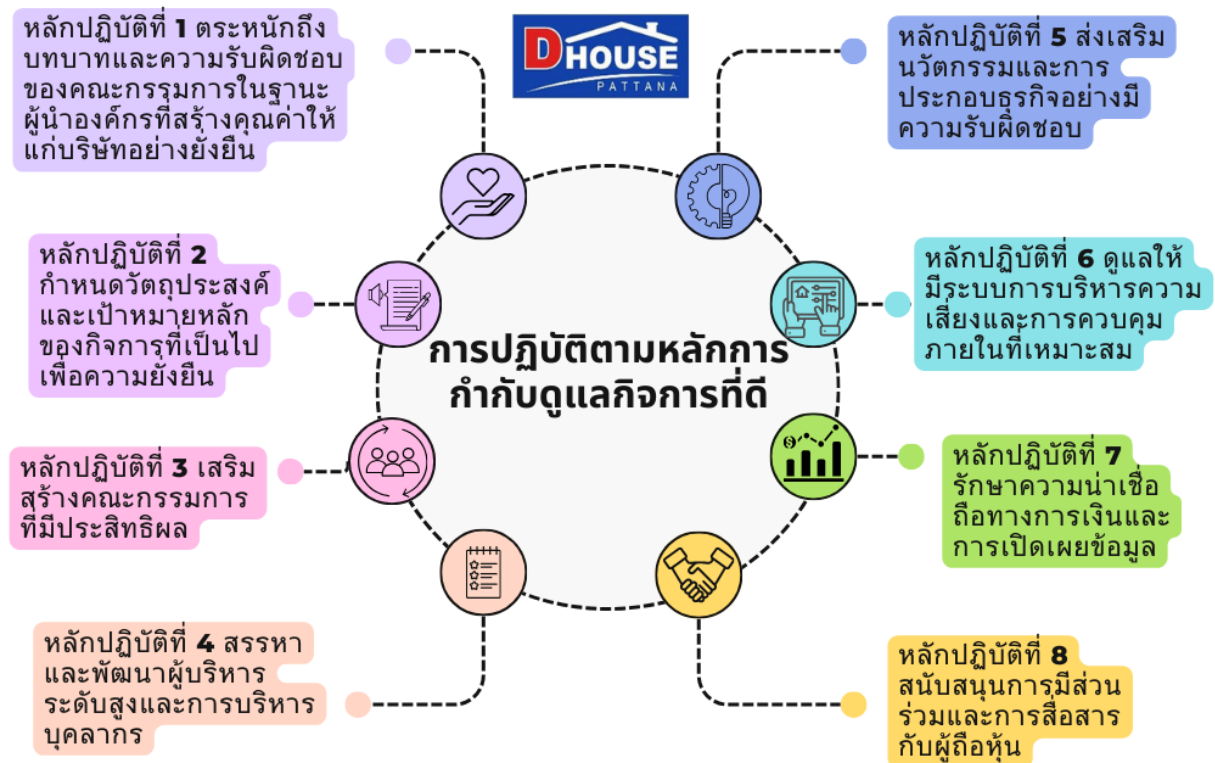 หลักปฏิบัติที่ 1 ตระหนักถึง
บทบาทและความรับผิดชอบ
ของคณะกรรมการในฐานะ
ผู้นำองค์กรที่สร้างคุณค่าให้
แก่บริษัทอย่างยั่งยืน
DHOUSE
PATTANA
หลักปฏิบัติที่ 5 ส่งเสริม
นวัตกรรมและการ
ประกอบธุรกิจอย่างมี
ความรับผิดชอบ
หลักปฏิบัติที่ 2
กำหนดวัตถุประสงค์
และเป้าหมายหลัก
ของกิจการที่เป็นไป
เพื่อความยั่งยืน
หลักปฏิบัติที่ 6 ดูแลให้
มีระบบการบริหารความ
เสี่ยงและการควบคุม
ภายในที่เหมาะสม
การปฏิบัติตามหลักการ
กำกับดูแลกิจการที่ดี
หลักปฏิบัติที่ 3 เสริม
สร้างคณะกรรมการ
ที่มีประสิทธิผล
หลักปฏิบัติที่ 7
รักษาความน่าเชื่อ
ถือทางการเงินและ
การเปิดเผยข้อมูล
หลักปฏิบัติที่ 4 สรรหา
และพัฒนาผู้บริหาร
ระดับสูงและการบริหาร
บุคลากร
หลักปฏิบัติที่ 8
สนับสนุนการมีส่วน
ร่วมและการสื่อสาร
กับผู้ถือหุ้น